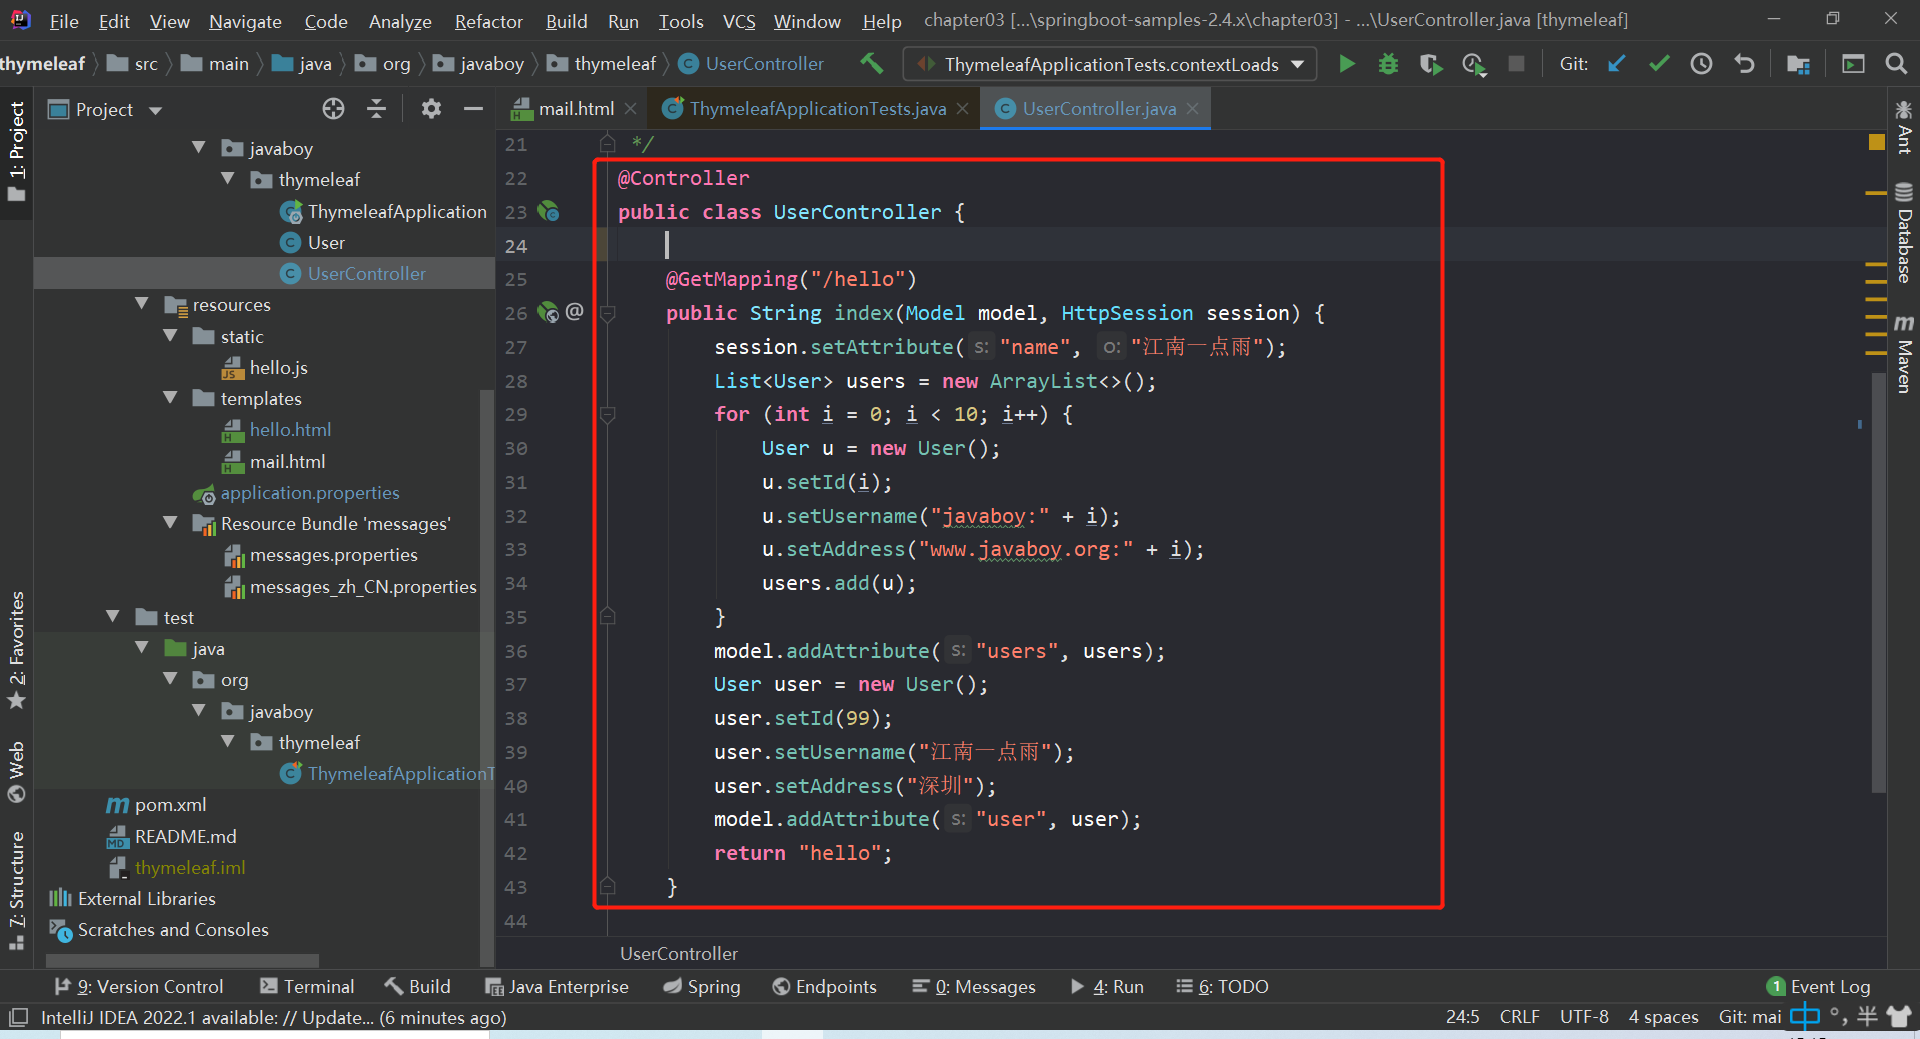 File Edit View Navigate Code Analyze Refactor Build Run Tools VCS Window Help chapter03 [...\springboot-samples-2.4.x\chapter03] - ...\UserController.java [thymeleaf]
thymeleaf src main java org javaboy thymeleaf UserController ThymeleafApplicationTests.contextLoads Git:
Project
mail.html ThymeleafApplicationTests.java UserController.java
1: Project
2: Favorites
Web
7: Structure
javaboy
thymeleaf
ThymeleafApplication
User
UserController
resources
static
hello.js
templates
hello.html
mail.html
application.properties
Resource Bundle 'messages'
messages.properties
messages_zh_CN.properties
test
java
org
javaboy
thymeleaf
ThymeleafApplicationT
pom.xml
README.md
thymeleaf.iml
External Libraries
Scratches and Consoles
21 */
22 @Controller
23 public class UserController {
24
25 @GetMapping("/hello")
26 @ public String index(Model model, HttpSession session) {
27 session.setAttribute( s: "name", o: "江南一点雨");
28 List<User> users = new ArrayList<>();
29 for (int i = 0; i < 10; i++) {
30 User u = new User();
31 u.setId(i);
32 u.setUsername("javaboy:" + i);
33 u.setAddress("www.javaboy.org:" + i);
34 users.add(u);
35 }
36 model.addAttribute( s: "users", users);
37 User user = new User();
38 user.setId(99);
39 user.setUsername("江南一点雨");
40 user.setAddress("深圳");
41 model.addAttribute( s: "user", user);
42 return "hello";
43 }
44
UserController
Ant
Database
Maven
9: Version Control Terminal Build Java Enterprise Spring Endpoints 0: Messages 4: Run 6: TODO 1 Event Log
IntelliJ IDEA 2022.1 available: // Update... (6 minutes ago) 24:5 CRLF UTF-8 4 spaces Git: mai 中 °, 半